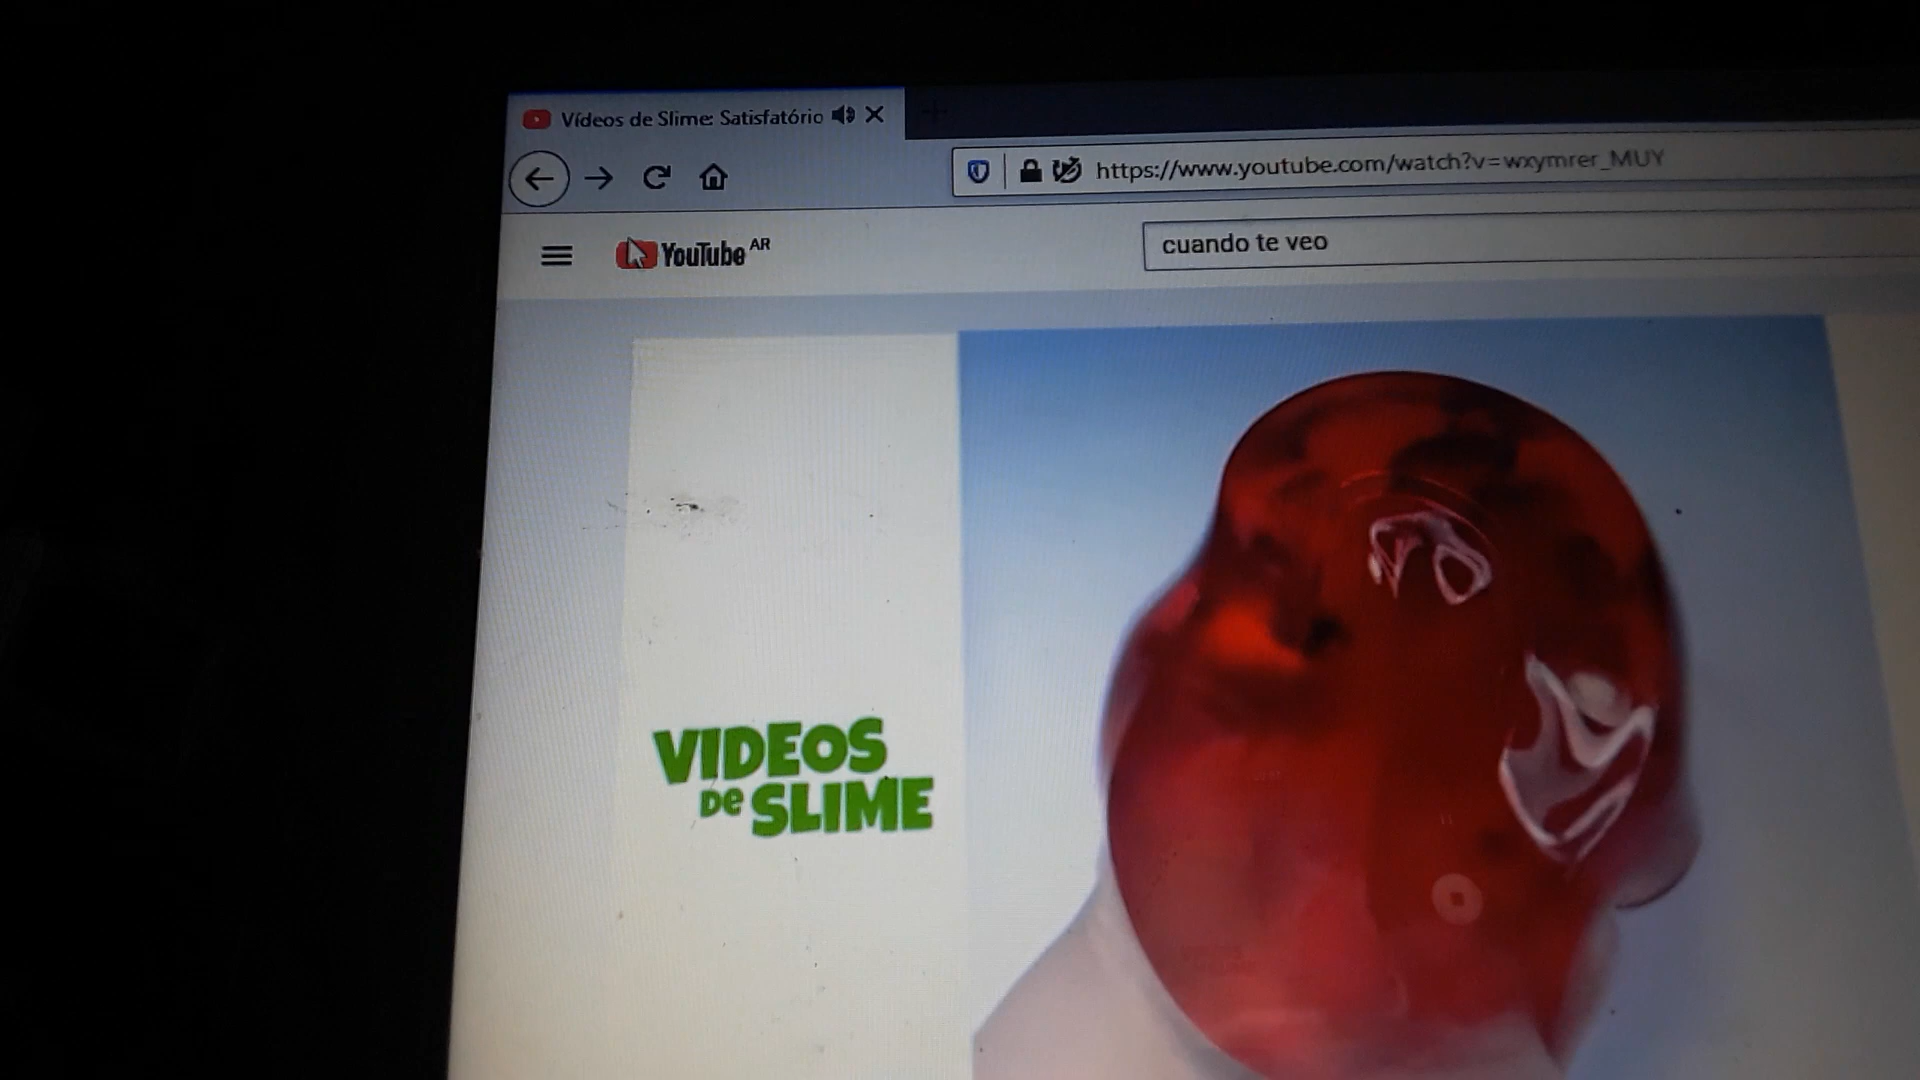 Vídeos de Slime: Satisfatório
https://www.youtube.com/watch?v=wxymrer_MUY
YouTube AR
cuando te veo
VIDEOS
De SLIME